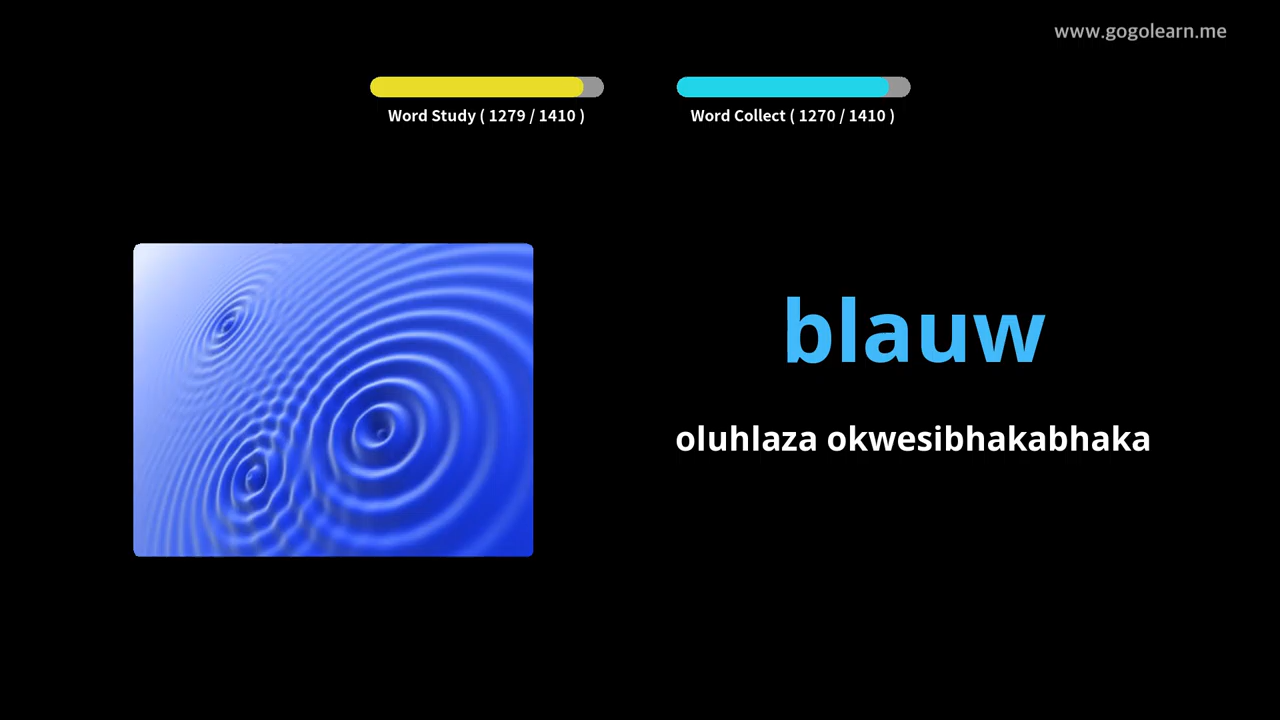 www.gogolearn.me
Word Study ( 1279 / 1410 )
Word Collect ( 1270 / 1410 )
blauw
oluhlaza okwesibhakabhaka